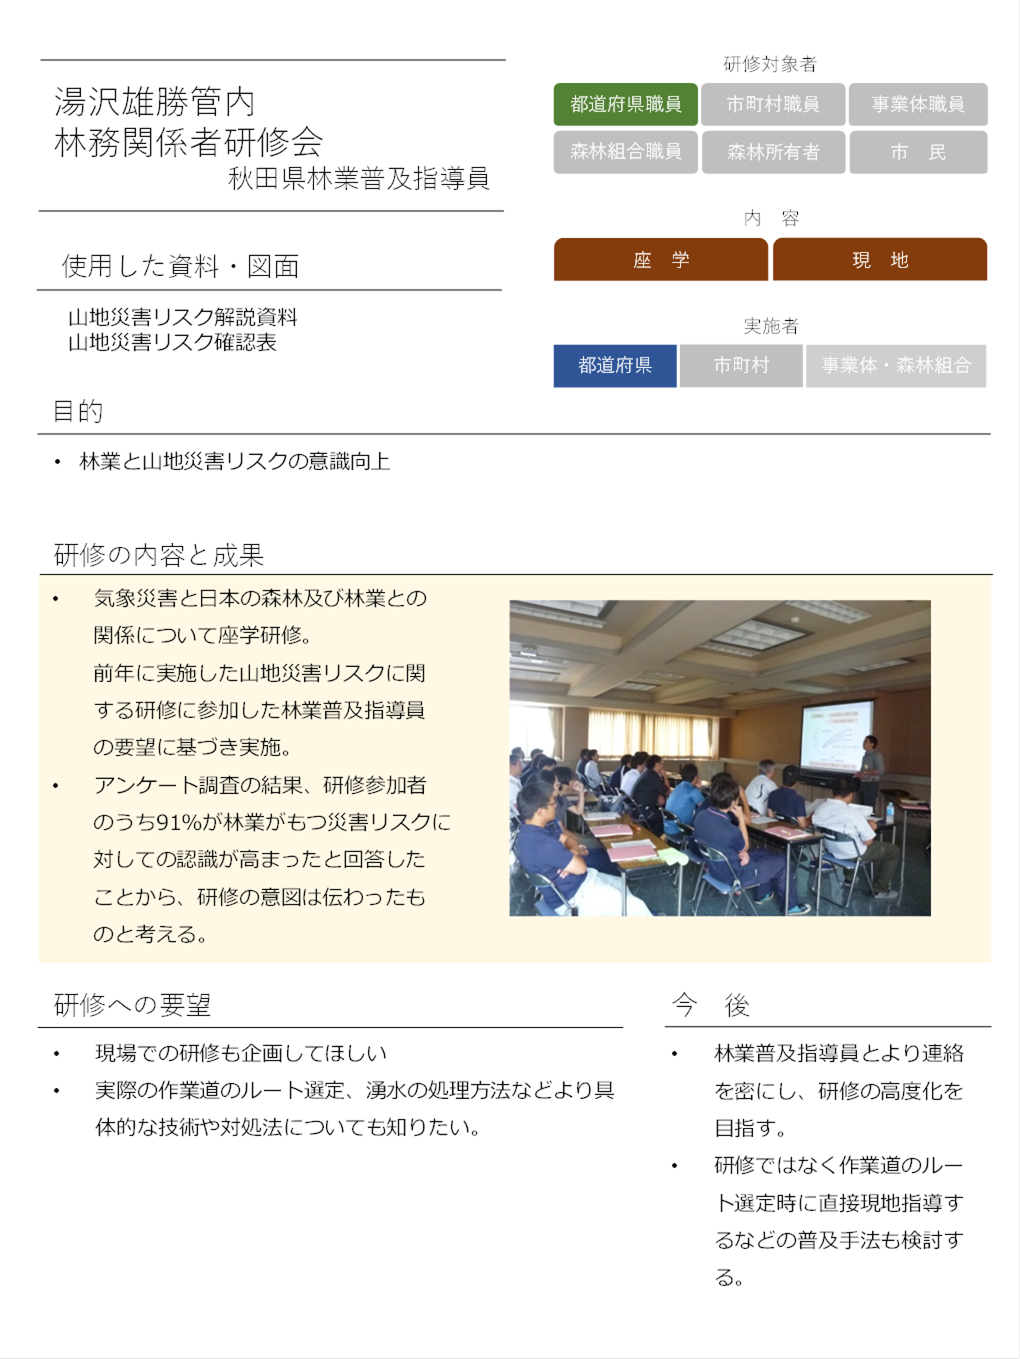 湯沢雄勝管内
林務関係者研修会
秋田県林業普及指導員
研修対象者
都道府県職員 市町村職員 事業体職員
森林組合職員 森林所有者 市　民
内　容
座　学 現　地
実施者
都道府県 市町村 事業体・森林組合
使用した資料・図面
山地災害リスク解説資料
山地災害リスク確認表
目的
• 林業と山地災害リスクの意識向上
研修の内容と成果
• 気象災害と日本の森林及び林業との
関係について座学研修。
前年に実施した山地災害リスクに関
する研修に参加した林業普及指導員
の要望に基づき実施。
• アンケート調査の結果、研修参加者
のうち91%が林業がもつ災害リスクに
対しての認識が高まったと回答した
ことから、研修の意図は伝わったも
のと考える。
研修への要望
• 現場での研修も企画してほしい
• 実際の作業道のルート選定、湧水の処理方法などより具
体的な技術や対処法についても知りたい。
今　後
• 林業普及指導員とより連絡
を密にし、研修の高度化を
目指す。
• 研修ではなく作業道のルー
ト選定時に直接現地指導す
るなどの普及手法も検討す
る。